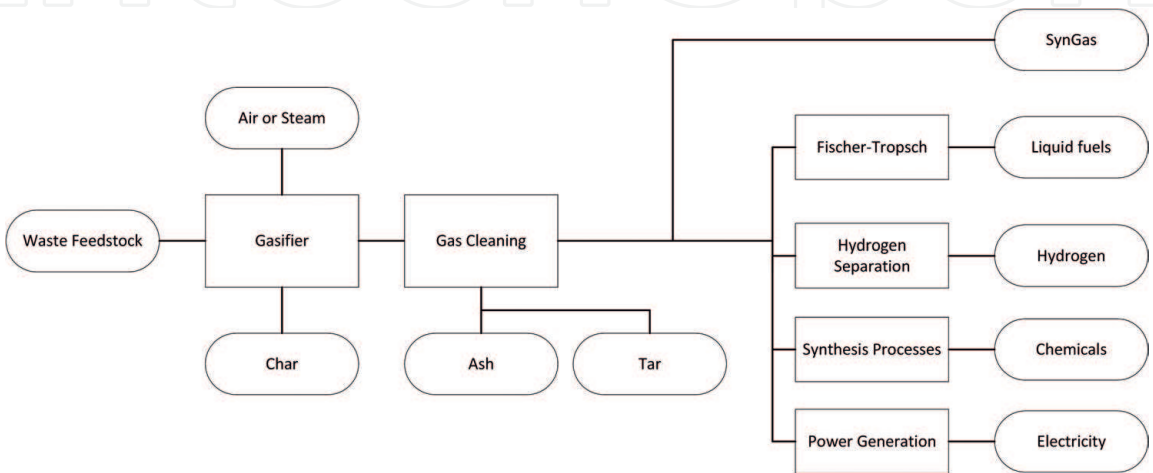 SynGas
Air or Steam
Fischer-Tropsch
Liquid fuels
Waste Feedstock
Gasifier
Gas Cleaning
Hydrogen
Separation
Hydrogen
Char
Ash
Tar
Synthesis Processes
Chemicals
Power Generation
Electricity